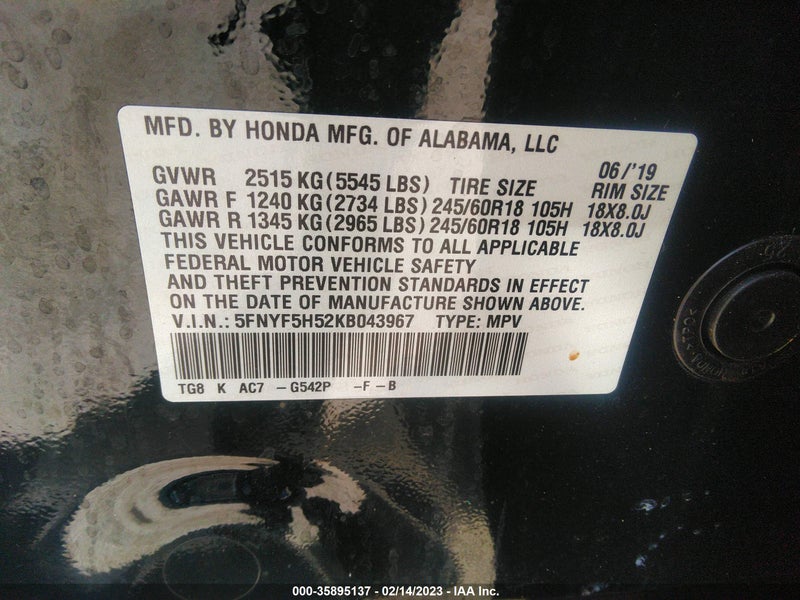 MFD. BY HONDA MFG. OF ALABAMA, LLC
06/'19
GVWR 2515 KG (5545 LBS) TIRE SIZE RIM SIZE
GAWR F 1240 KG (2734 LBS) 245/60R18 105H 18X8.0J
GAWR R 1345 KG (2965 LBS) 245/60R18 105H 18X8.0J
THIS VEHICLE CONFORMS TO ALL APPLICABLE
FEDERAL MOTOR VEHICLE SAFETY
AND THEFT PREVENTION STANDARDS IN EFFECT
ON THE DATE OF MANUFACTURE SHOWN ABOVE.
V.I.N.: 5FNYF5H52KB043967 TYPE: MPV
TG8 K AC7 -G542P -F-B
000-35895137 - 02/14/2023 - IAA Inc.